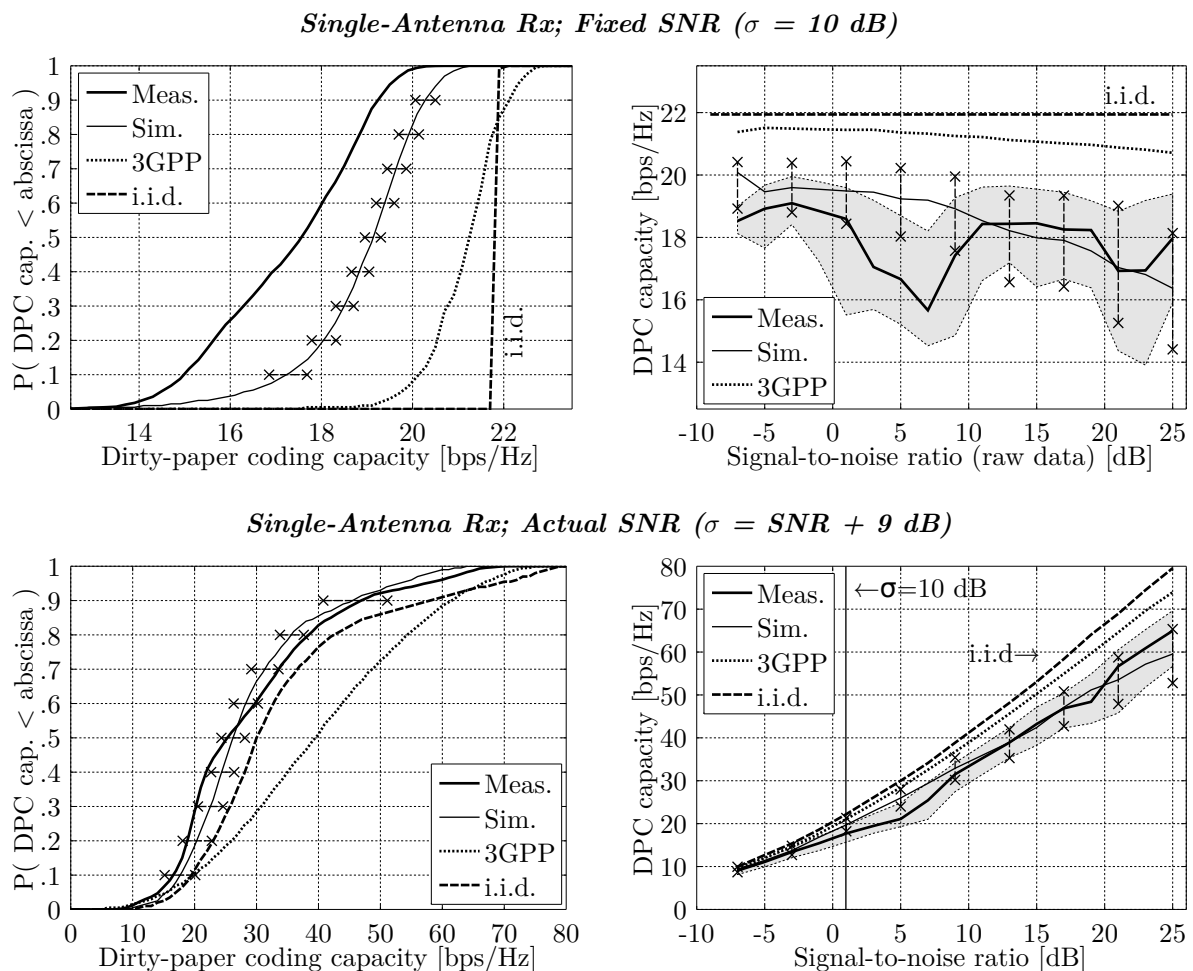 Single-Antenna Rx; Fixed SNR (σ = 10 dB)
P( DPC cap. < abscissa )
1
.9
.8
.7
.6
.5
.4
.3
.2
.1
0
Meas.
Sim.
3GPP
i.i.d.
i.i.d.
14 16 18 20 22
Dirty-paper coding capacity [bps/Hz]
DPC capacity [bps/Hz]
22
20
18
16
14
i.i.d.
Meas.
Sim.
3GPP
-10 -5 0 5 10 15 20 25
Signal-to-noise ratio (raw data) [dB]
Single-Antenna Rx; Actual SNR (σ = SNR + 9 dB)
P( DPC cap. < abscissa )
1
.9
.8
.7
.6
.5
.4
.3
.2
.1
0
Meas.
Sim.
3GPP
i.i.d.
0 10 20 30 40 50 60 70 80
Dirty-paper coding capacity [bps/Hz]
DPC capacity [bps/Hz]
80
70
60
50
40
30
20
10
0
Meas.
Sim.
3GPP
i.i.d.
←σ=10 dB
i.i.d→
-10 -5 0 5 10 15 20 25
Signal-to-noise ratio [dB]